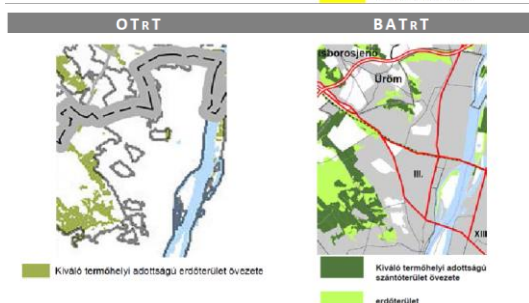 OTRT
BATRT
Üröm
III.
XIII
Kiváló termőhelyi adottságú erdőterület övezete
Kiváló termőhelyi adottságú
szántóterület övezete
erdőterület